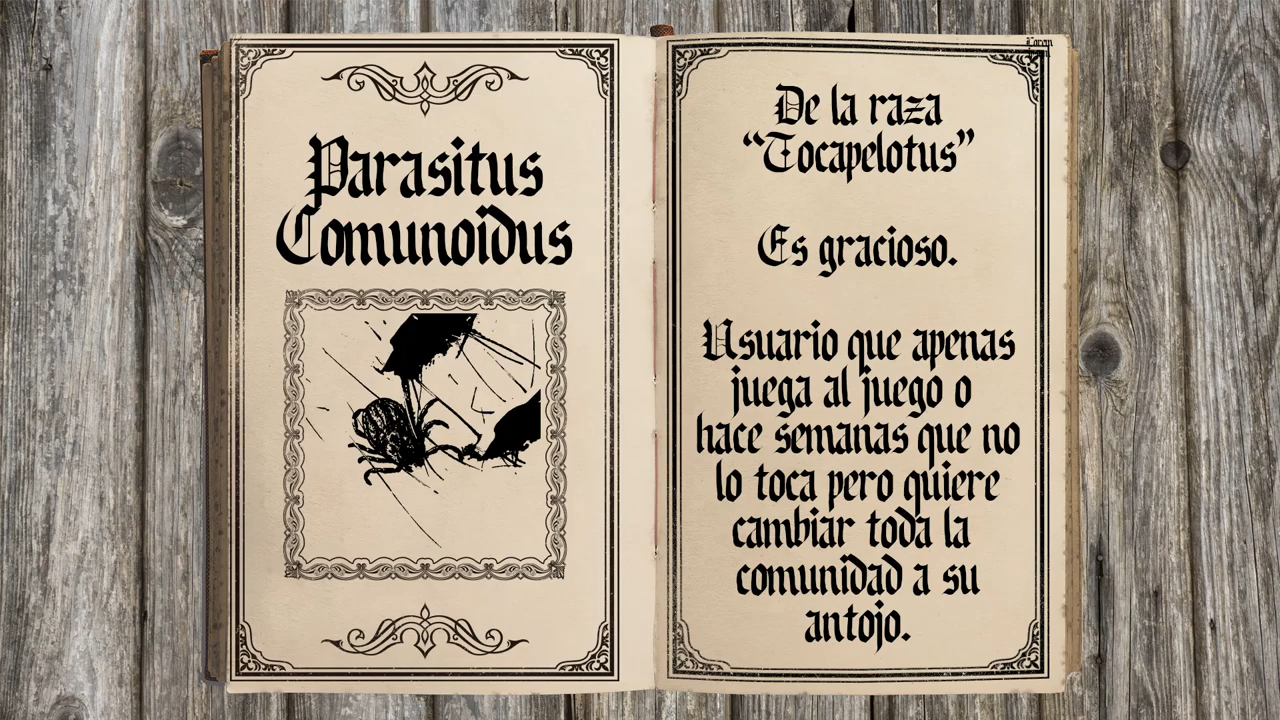 Parasitus
Comunoidus
De la raza
“Tocapelotus”
Es gracioso.
Usuario que apenas
juega al juego o
hace semanas que no
lo toca pero quiere
cambiar toda la
comunidad a su
antojo.